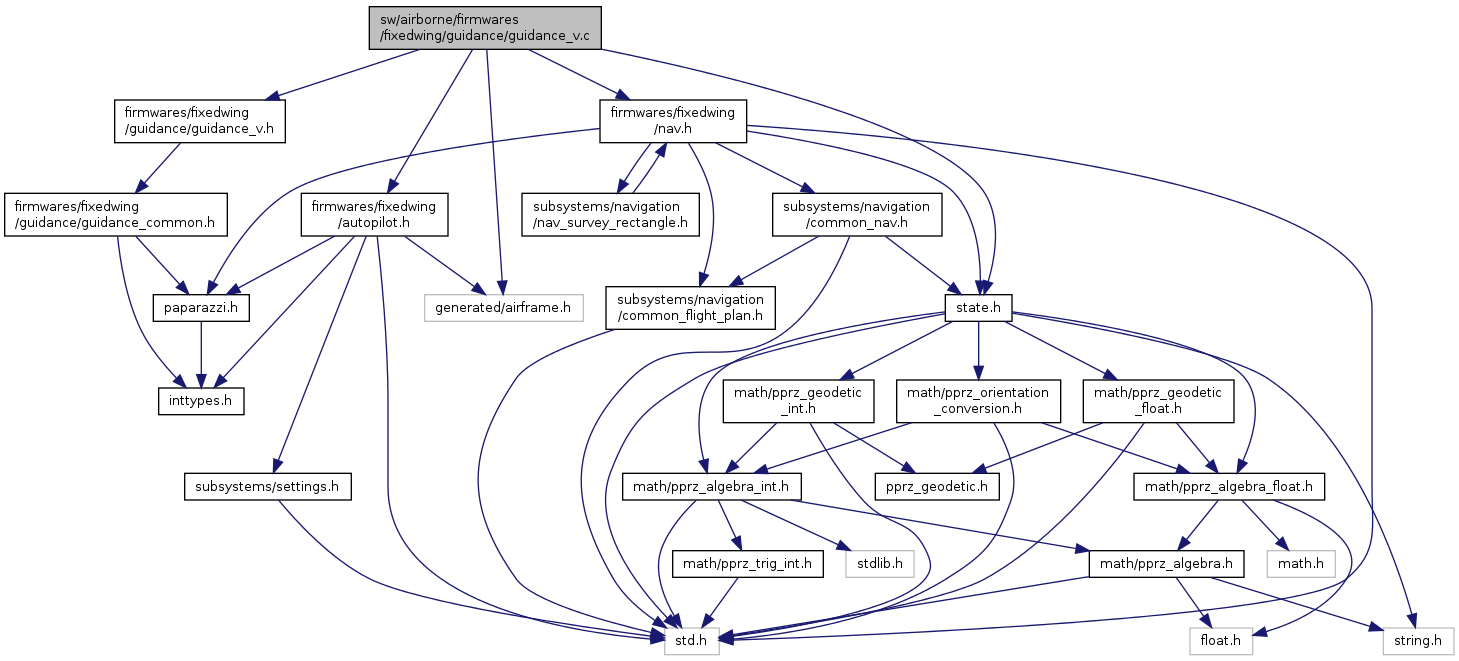 sw/airborne/firmwares
/fixedwing/guidance/guidance_v.c
firmwares/fixedwing
/guidance/guidance_v.h
firmwares/fixedwing
/nav.h
firmwares/fixedwing
/guidance/guidance_common.h
firmwares/fixedwing
/autopilot.h
subsystems/navigation
/nav_survey_rectangle.h
subsystems/navigation
/common_nav.h
paparazzi.h
generated/airframe.h
subsystems/navigation
/common_flight_plan.h
state.h
inttypes.h
math/pprz_geodetic
_int.h
math/pprz_orientation
_conversion.h
math/pprz_geodetic
_float.h
subsystems/settings.h
math/pprz_algebra_int.h
pprz_geodetic.h
math/pprz_algebra_float.h
math/pprz_trig_int.h
stdlib.h
math/pprz_algebra.h
math.h
std.h
float.h
string.h